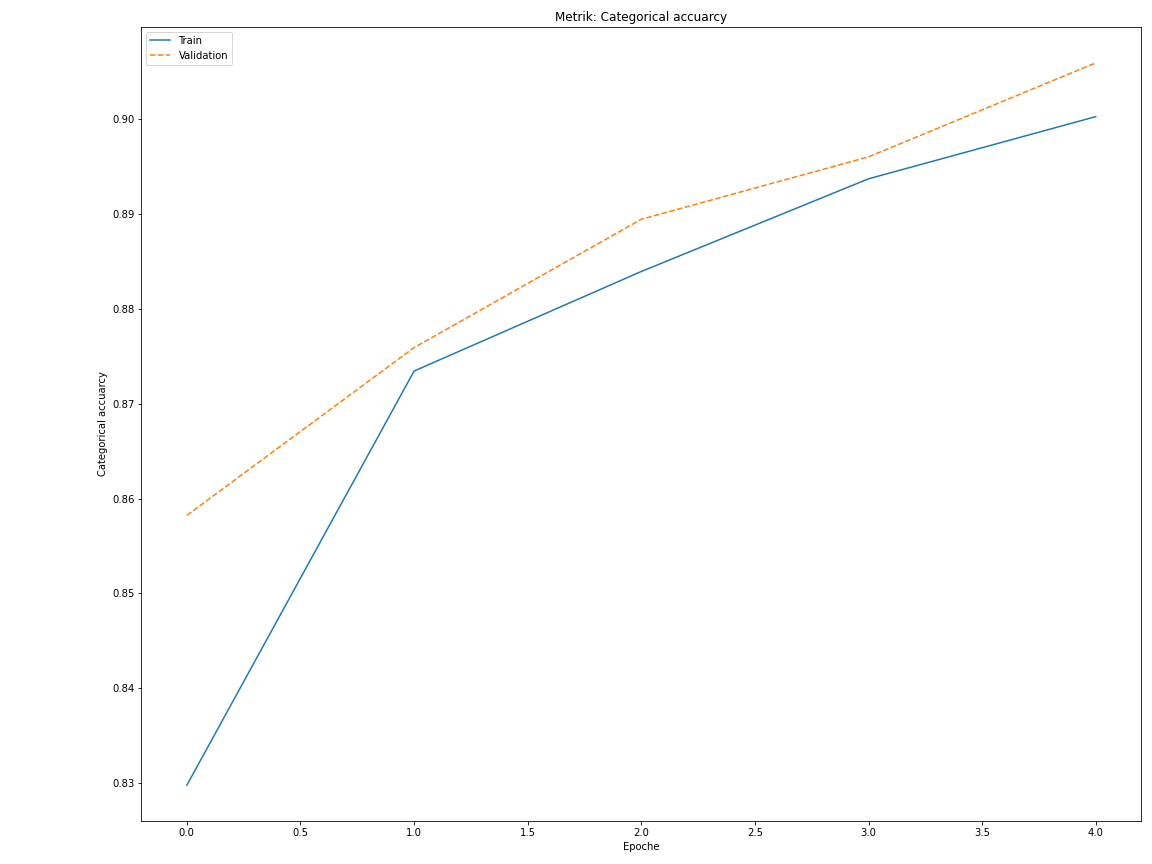 Metrik: Categorical accuarcy
Train
Validation
0.90
0.89
0.88
0.87
0.86
0.85
0.84
0.83
Categorical accuarcy
0.0 0.5 1.0 1.5 2.0 2.5 3.0 3.5 4.0
Epoche